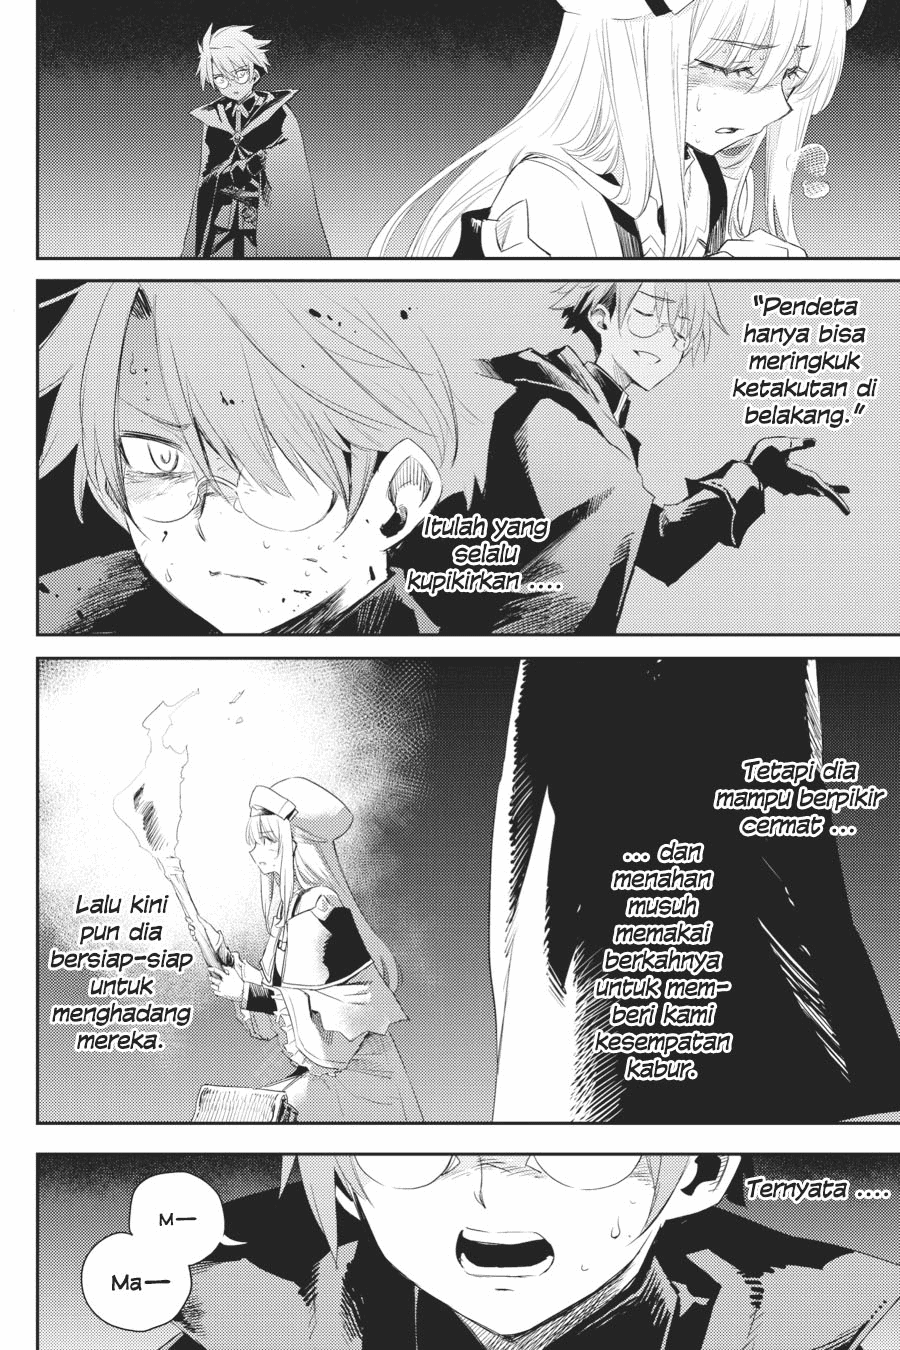 "Pendeta
hanya bisa
meringkuk
ketakutan di
belakang."
Itulah yang
selalu
kupikirkan ....
Tetapi dia
mampu berpikir
cermat ...
... dan
menahan
musuh
memakai
berkahnya
untuk mem-
beri kami
kesempatan
kabur.
Lalu kini
pun dia
bersiap-siap
untuk
menghadang
mereka.
Ternyata ....
M—
Ma—